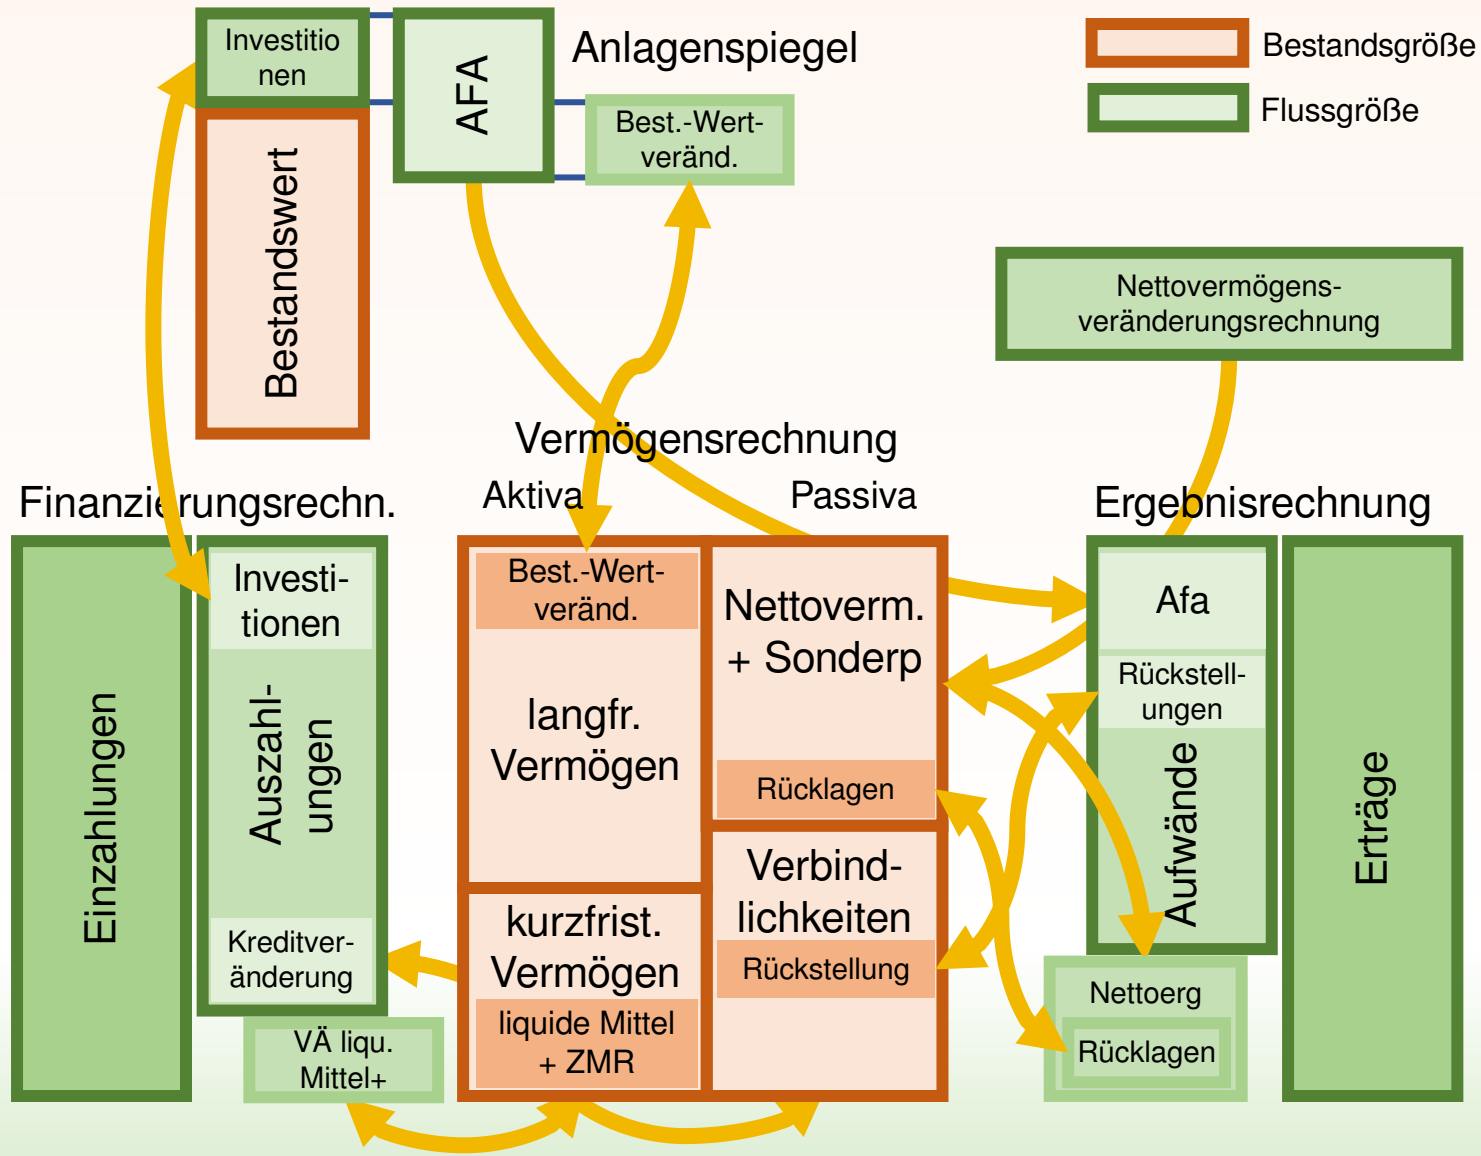 Investitio
nen
AFA
Anlagenspiegel
Best.-Wert-
veränd.
Bestandsgröße
Flussgröße
Bestandswert
Nettovermögens-
veränderungsrechnung
Vermögensrechnung
Aktiva
Passiva
Finanzierungsrechn.
Ergebnisrechnung
Einzahlungen
Investi-
tionen
Auszahl-
ungen
Kreditver-
änderung
VÄ liqu.
Mittel+
Best.-Wert-
veränd.
langfr.
Vermögen
kurzfrist.
Vermögen
liquide Mittel
+ ZMR
Nettoverm.
+ Sonderp
Rücklagen
Verbind-
lichkeiten
Rückstellung
Afa
Rückstell-
ungen
Aufwände
Nettoerg
Rücklagen
Erträge